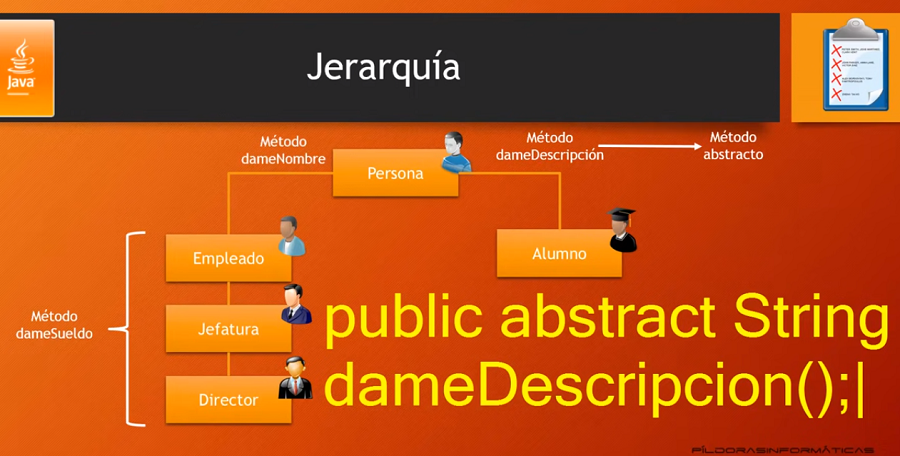 Java
Jerarquía
Método
dameNombre
Método
dameDescripción
Método
abstracto
Persona
Empleado
Alumno
Método
dameSueldo
Jefatura
Director
public abstract String
dameDescripcion();|
PÍLDORASINFORMÁTICAS